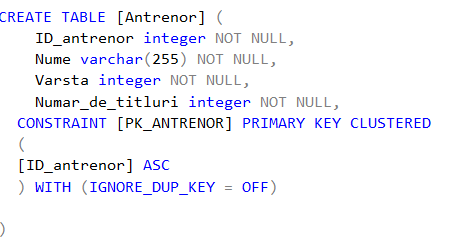 CREATE TABLE [Antrenor] (
ID_antrenor integer NOT NULL,
Nume varchar(255) NOT NULL,
Varsta integer NOT NULL,
Numar_de_titluri integer NOT NULL,
CONSTRAINT [PK_ANTRENOR] PRIMARY KEY CLUSTERED
(
[ID_antrenor] ASC
) WITH (IGNORE_DUP_KEY = OFF)
)